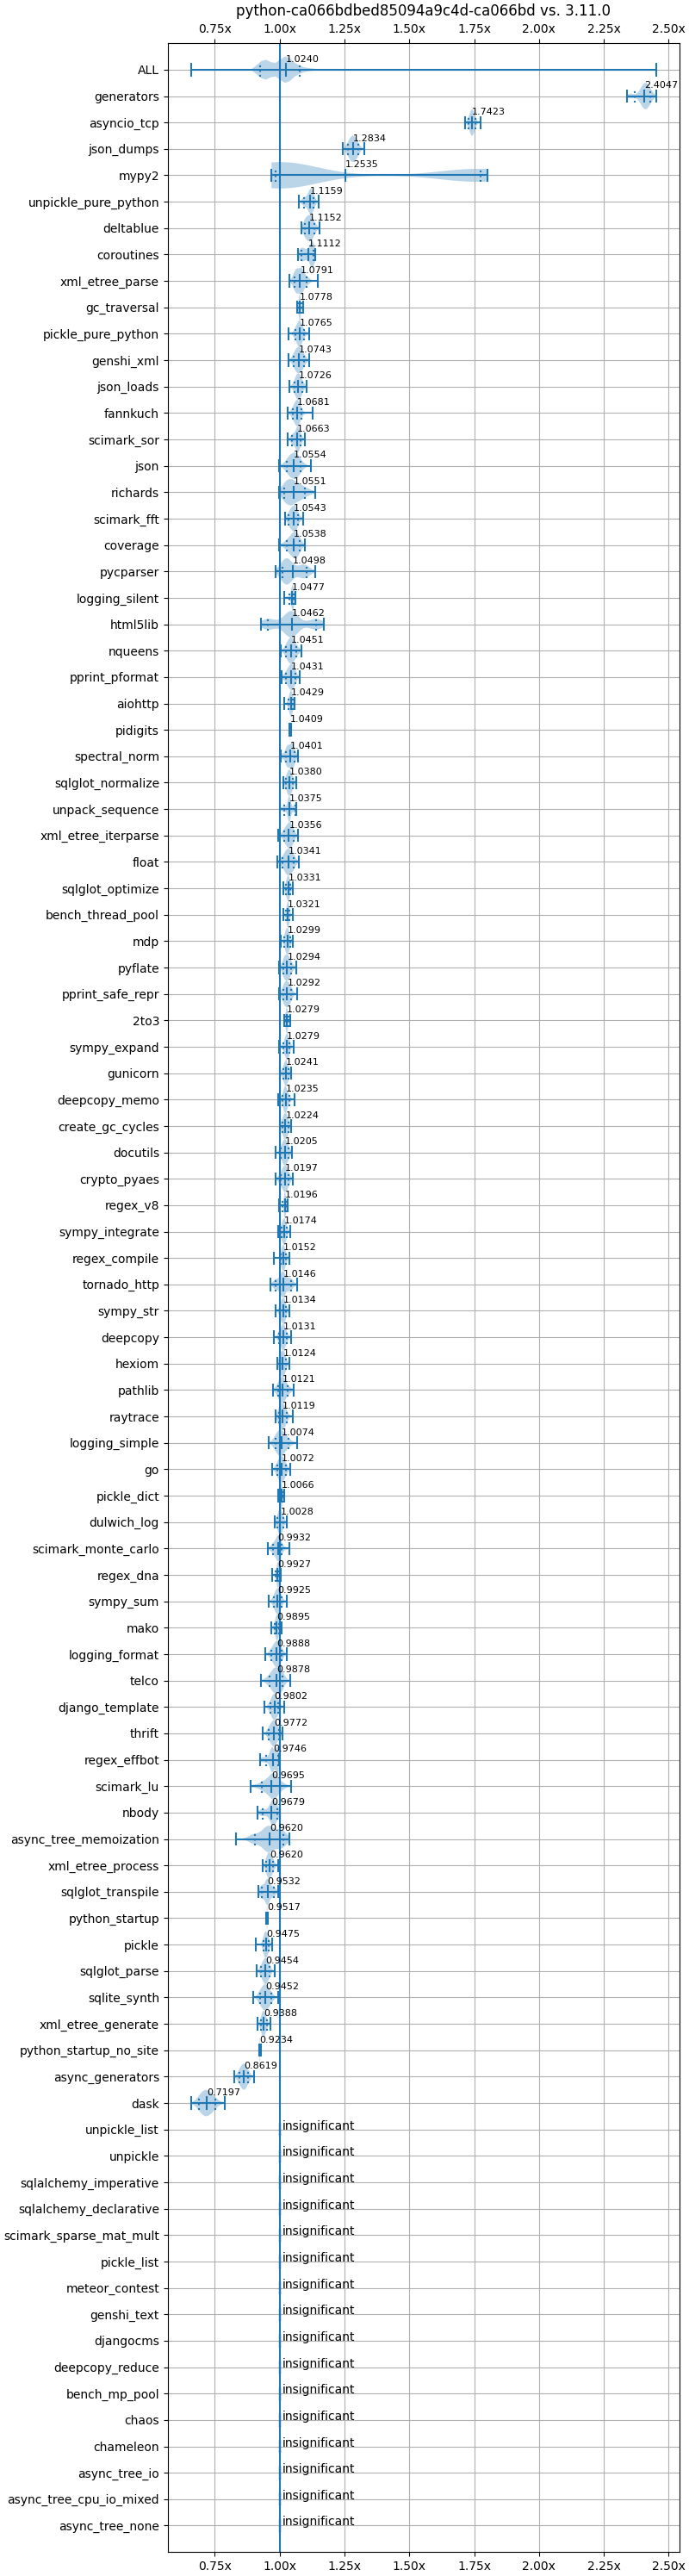 python-ca066bdbed85094a9c4d-ca066bd vs. 3.11.0
0.75x 1.00x 1.25x 1.50x 1.75x 2.00x 2.25x 2.50x
ALL 1.0240
generators 2.4047
asyncio_tcp 1.7423
json_dumps 1.2834
mypy2 1.2535
unpickle_pure_python 1.1159
deltablue 1.1152
coroutines 1.1112
xml_etree_parse 1.0791
gc_traversal 1.0778
pickle_pure_python 1.0765
genshi_xml 1.0743
json_loads 1.0726
fannkuch 1.0681
scimark_sor 1.0663
json 1.0554
richards 1.0551
scimark_fft 1.0543
coverage 1.0538
pycparser 1.0498
logging_silent 1.0477
html5lib 1.0462
nqueens 1.0451
pprint_pformat 1.0431
aiohttp 1.0429
pidigits 1.0409
spectral_norm 1.0401
sqlglot_normalize 1.0380
unpack_sequence 1.0375
xml_etree_iterparse 1.0356
float 1.0341
sqlglot_optimize 1.0331
bench_thread_pool 1.0321
mdp 1.0299
pyflate 1.0294
pprint_safe_repr 1.0292
2to3 1.0279
sympy_expand 1.0279
gunicorn 1.0241
deepcopy_memo 1.0235
create_gc_cycles 1.0224
docutils 1.0205
crypto_pyaes 1.0197
regex_v8 1.0196
sympy_integrate 1.0174
regex_compile 1.0152
tornado_http 1.0146
sympy_str 1.0134
deepcopy 1.0131
hexiom 1.0124
pathlib 1.0121
raytrace 1.0119
logging_simple 1.0074
go 1.0072
pickle_dict 1.0066
dulwich_log 1.0028
scimark_monte_carlo 0.9932
regex_dna 0.9927
sympy_sum 0.9925
mako 0.9895
logging_format 0.9888
telco 0.9878
django_template 0.9802
thrift 0.9772
regex_effbot 0.9746
scimark_lu 0.9695
nbody 0.9679
async_tree_memoization 0.9620
xml_etree_process 0.9620
sqlglot_transpile 0.9532
python_startup 0.9517
pickle 0.9475
sqlglot_parse 0.9454
sqlite_synth 0.9452
xml_etree_generate 0.9388
python_startup_no_site 0.9234
async_generators 0.8619
dask 0.7197
unpickle_list insignificant
unpickle insignificant
sqlalchemy_imperative insignificant
sqlalchemy_declarative insignificant
scimark_sparse_mat_mult insignificant
pickle_list insignificant
meteor_contest insignificant
genshi_text insignificant
djangocms insignificant
deepcopy_reduce insignificant
bench_mp_pool insignificant
chaos insignificant
chameleon insignificant
async_tree_io insignificant
async_tree_cpu_io_mixed insignificant
async_tree_none insignificant
0.75x 1.00x 1.25x 1.50x 1.75x 2.00x 2.25x 2.50x